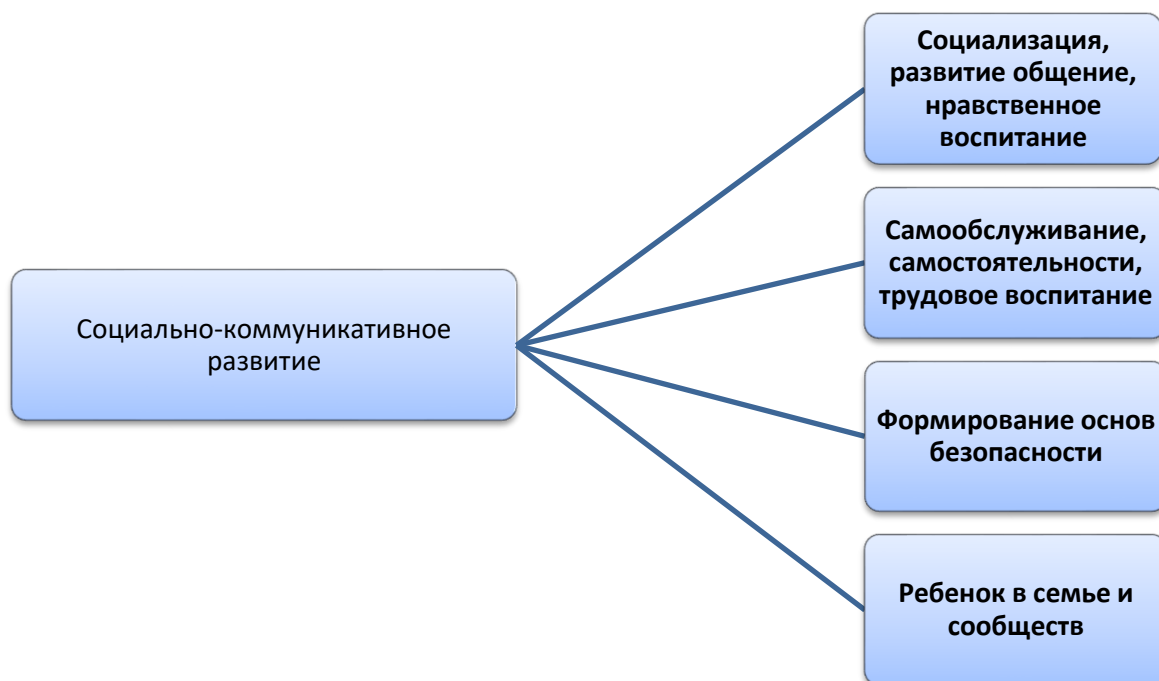 Социально-коммуникативное
развитие
Социализация,
развитие общение,
нравственное
воспитание
Самообслуживание,
самостоятельности,
трудовое воспитание
Формирование основ
безопасности
Ребенок в семье и
сообществ